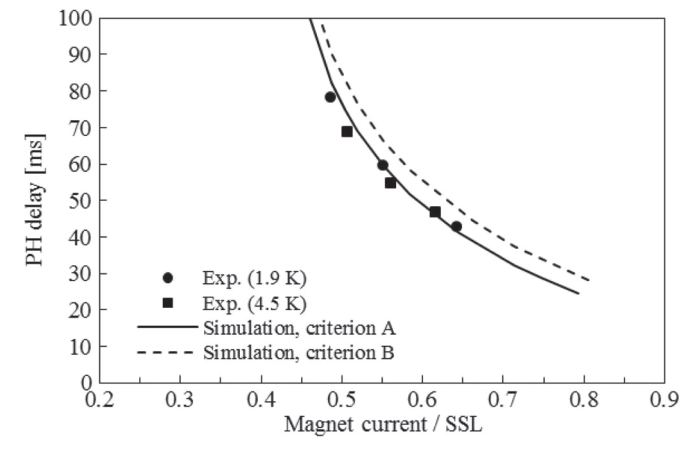 100
90
80
70
60
50
40
30
20
10
0
PH delay [ms]
Exp. (1.9 K)
Exp. (4.5 K)
Simulation, criterion A
Simulation, criterion B
0.2 0.3 0.4 0.5 0.6 0.7 0.8 0.9
Magnet current / SSL